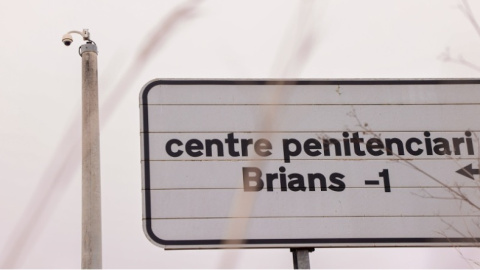 centre penitenciari
Brians -1